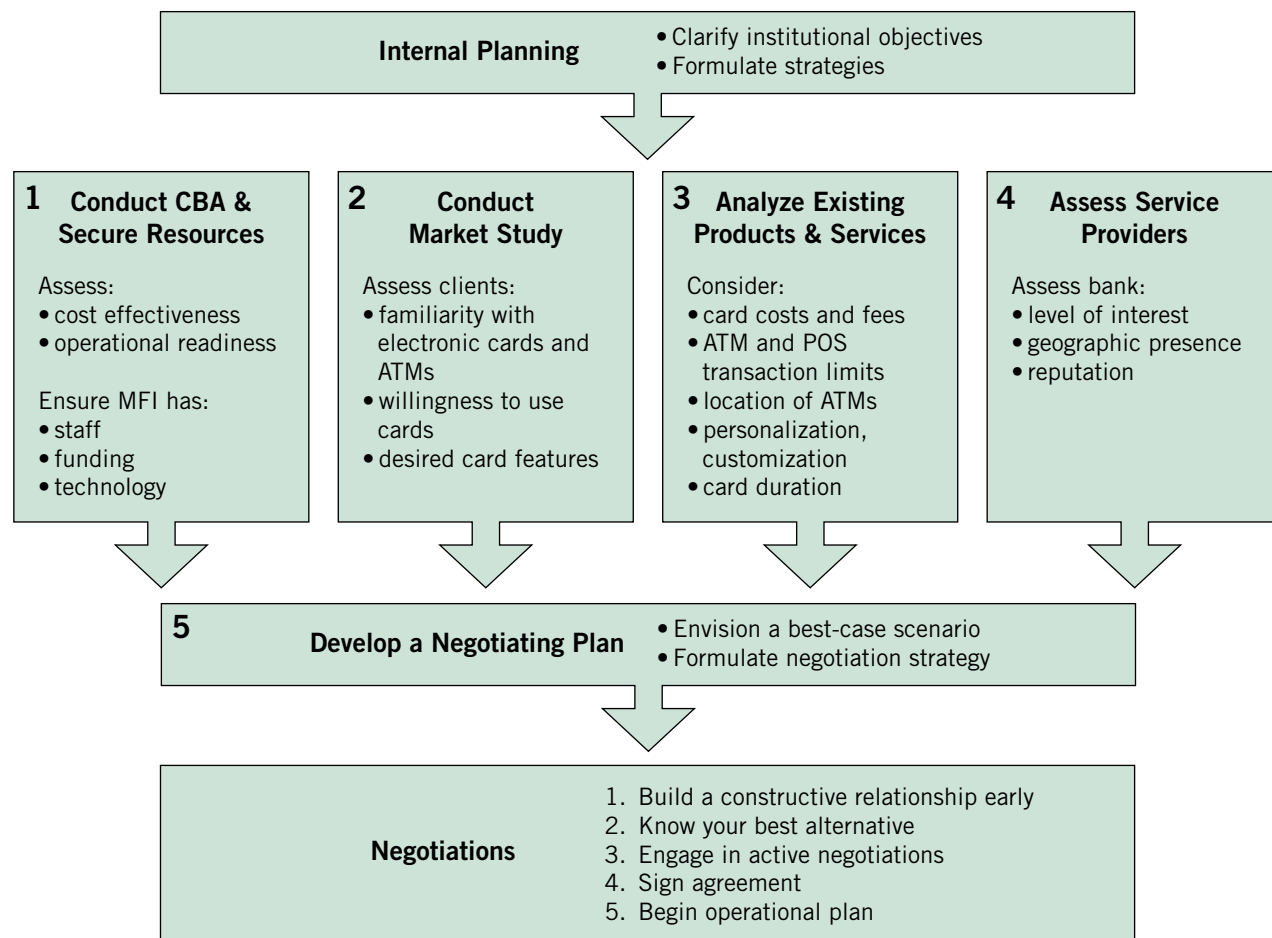 Internal Planning
• Clarify institutional objectives
• Formulate strategies
1 Conduct CBA &
Secure Resources
Assess:
• cost effectiveness
• operational readiness
Ensure MFI has:
• staff
• funding
• technology
2 Conduct
Market Study
Assess clients:
• familiarity with
electronic cards and
ATMs
• willingness to use
cards
• desired card features
3 Analyze Existing
Products & Services
Consider:
• card costs and fees
• ATM and POS
transaction limits
• location of ATMs
• personalization,
customization
• card duration
4 Assess Service
Providers
Assess bank:
• level of interest
• geographic presence
• reputation
5 Develop a Negotiating Plan
• Envision a best-case scenario
• Formulate negotiation strategy
Negotiations
1. Build a constructive relationship early
2. Know your best alternative
3. Engage in active negotiations
4. Sign agreement
5. Begin operational plan